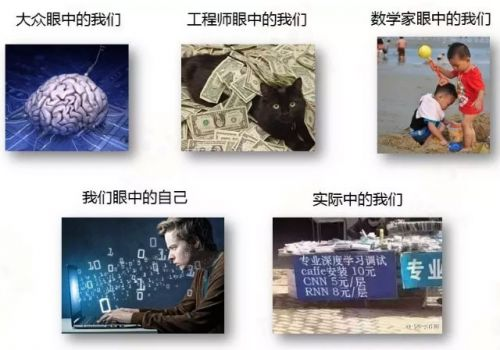 大众眼中的我们
工程师眼中的我们
数学家眼中的我们
我们眼中的自己
实际中的我们
专业深度学习调试
caffe安装 10元
CNN 5元/层
RNN 8元/层
专业